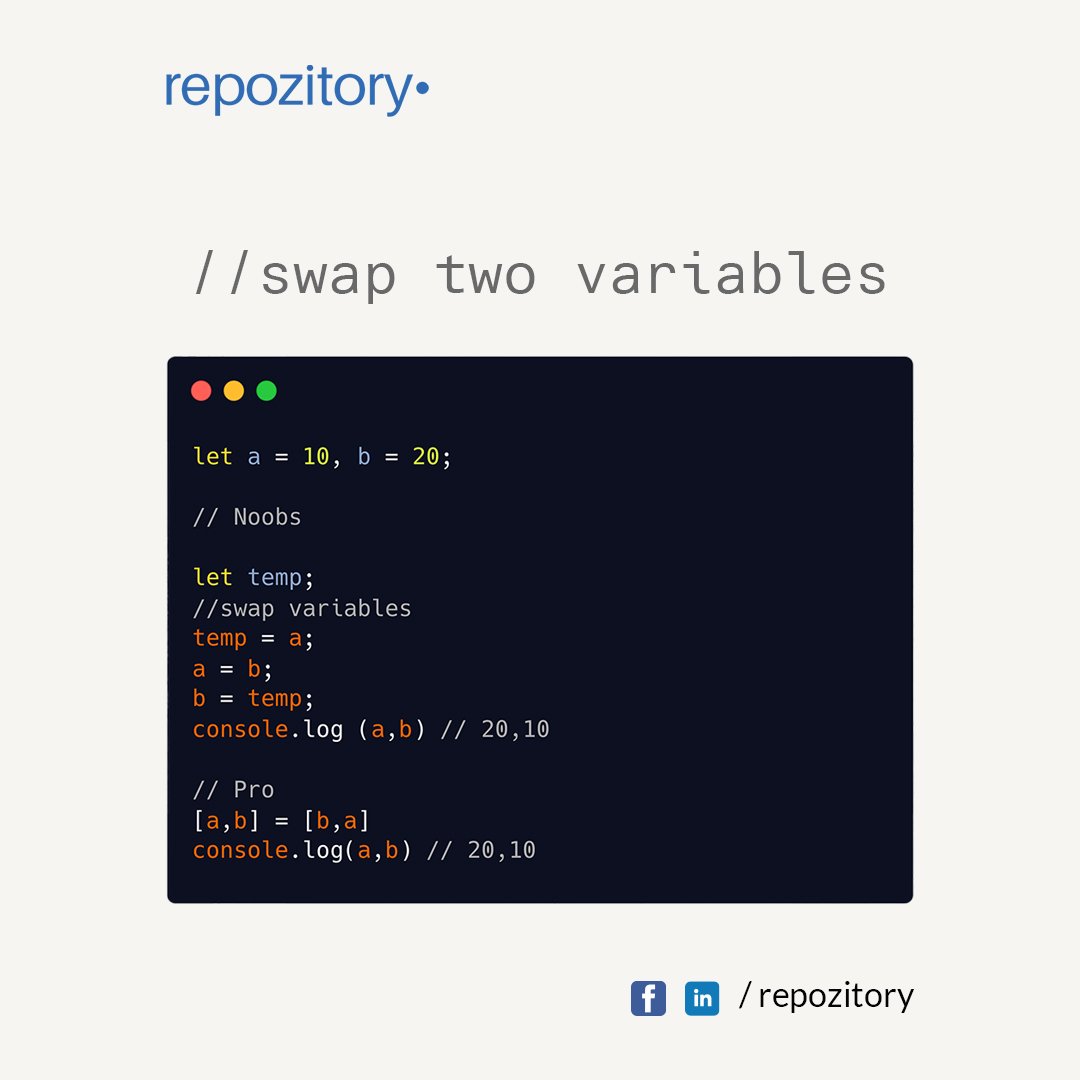 repozitory•
//swap two variables
let a = 10, b = 20;
// Noobs
let temp;
//swap variables
temp = a;
a = b;
b = temp;
console.log (a,b) // 20,10
// Pro
[a,b] = [b,a]
console.log(a,b) // 20,10
f in / repozitory